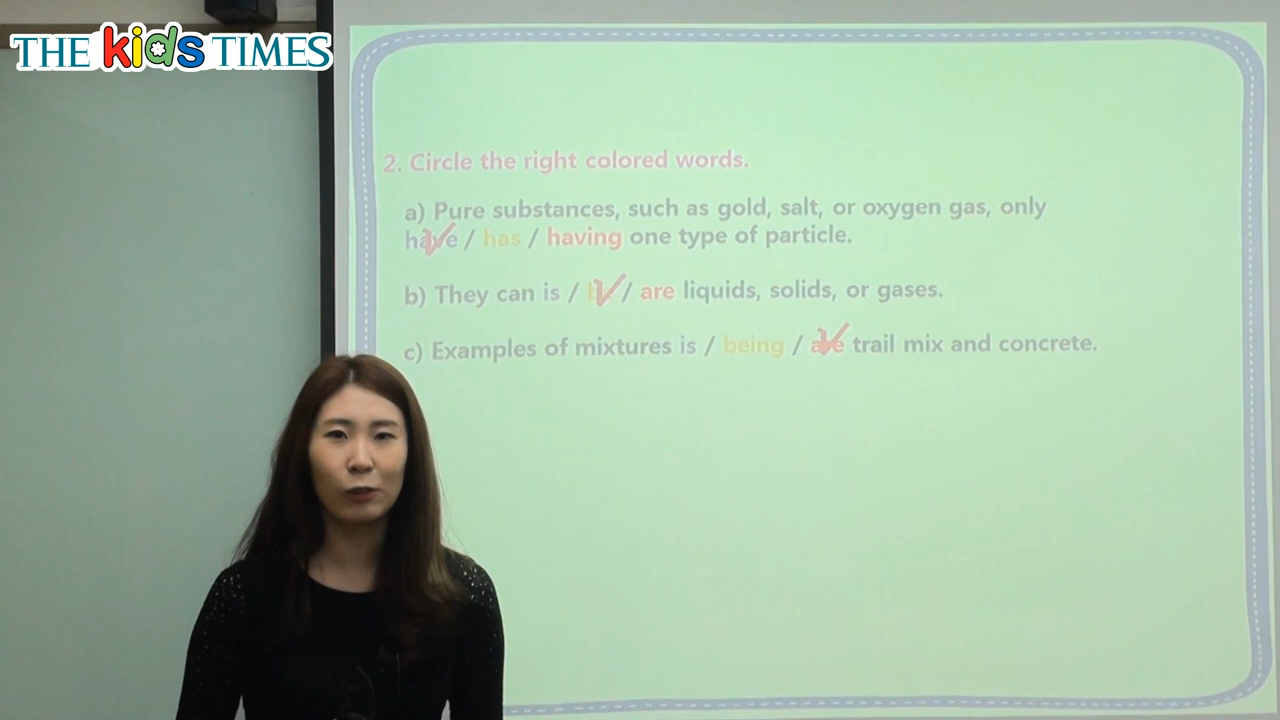 THE kids TIMES
2. Circle the right colored words.
a) Pure substances, such as gold, salt, or oxygen gas, only
have / has / having one type of particle.
b) They can is / be / are liquids, solids, or gases.
c) Examples of mixtures is / being / are trail mix and concrete.